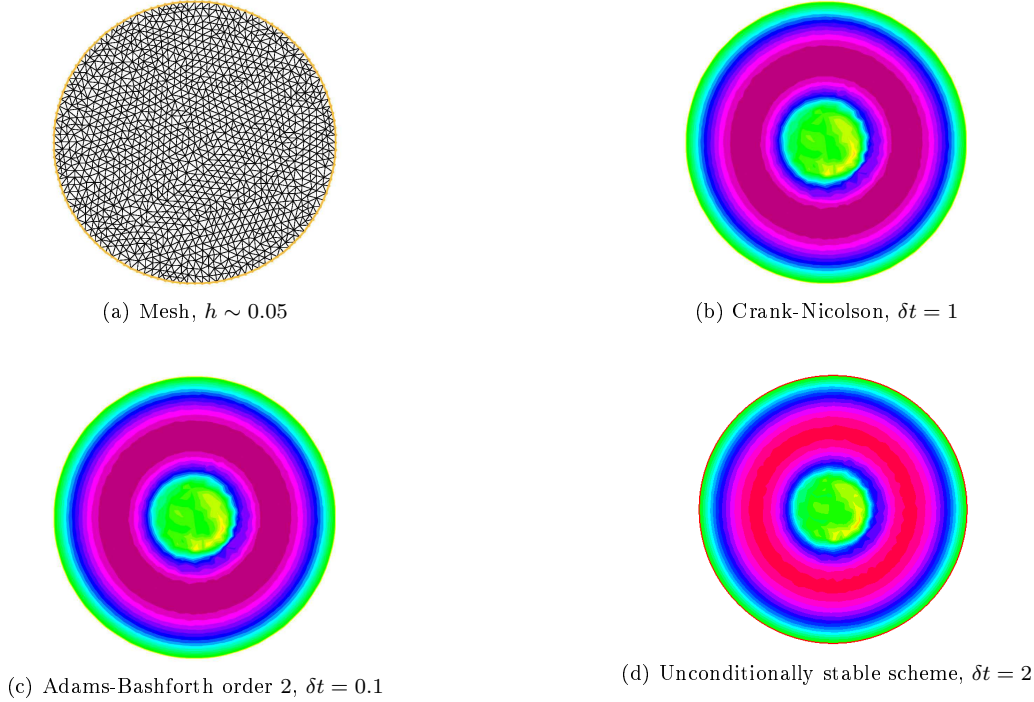 (a) Mesh, h ∼ 0.05
(b) Crank-Nicolson, δt = 1
(c) Adams-Bashforth order 2, δt = 0.1
(d) Unconditionally stable scheme, δt = 2